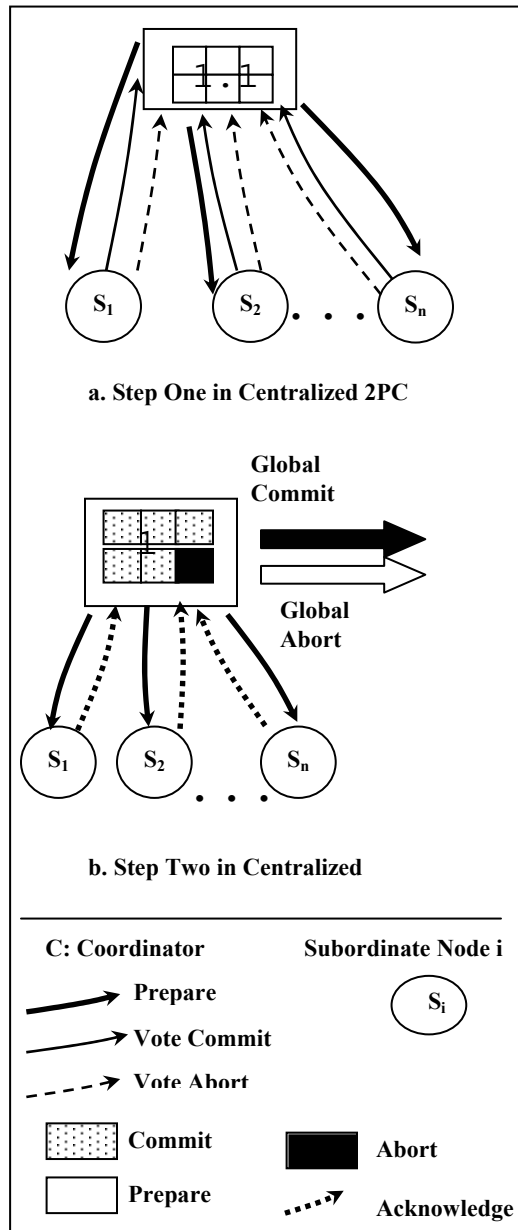 1 . 1
S1
S2
. . .
Sn
a. Step One in Centralized 2PC
Global
Commit
1
Global
Abort
S1
S2
. . .
Sn
b. Step Two in Centralized
C: Coordinator
Subordinate Node i
Prepare
Si
Vote Commit
Vote Abort
Commit
Abort
Prepare
Acknowledge